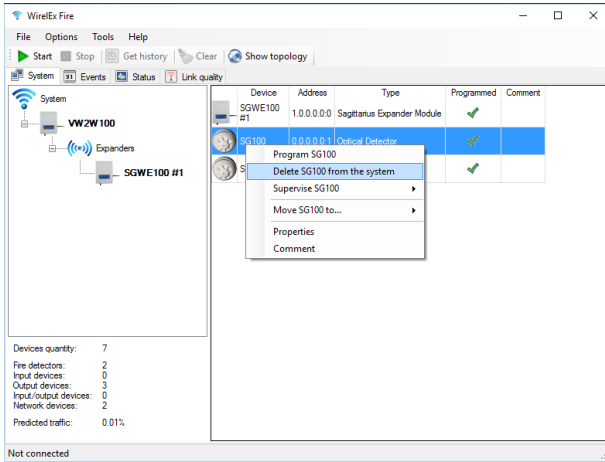 WirelEx Fire
File Options Tools Help
Start Stop Get history Clear Show topology
System Events Status Link quality
System
VW2W100
Expanders
SGWE100 #1
Device Address Type Programmed Comment
SGWE100 #1 1.0.0.0.0:0 Sagittarius Expander Module
SG100 0.0.0.0.0:1 Optical Detector
Program SG100
Delete SG100 from the system
Supervise SG100
Move SG100 to...
Properties
Comment
Devices quantity: 7
Fire detectors: 2
Input devices: 0
Output devices: 3
Input/output devices: 0
Network devices: 2
Predicted traffic: 0.01%
Not connected